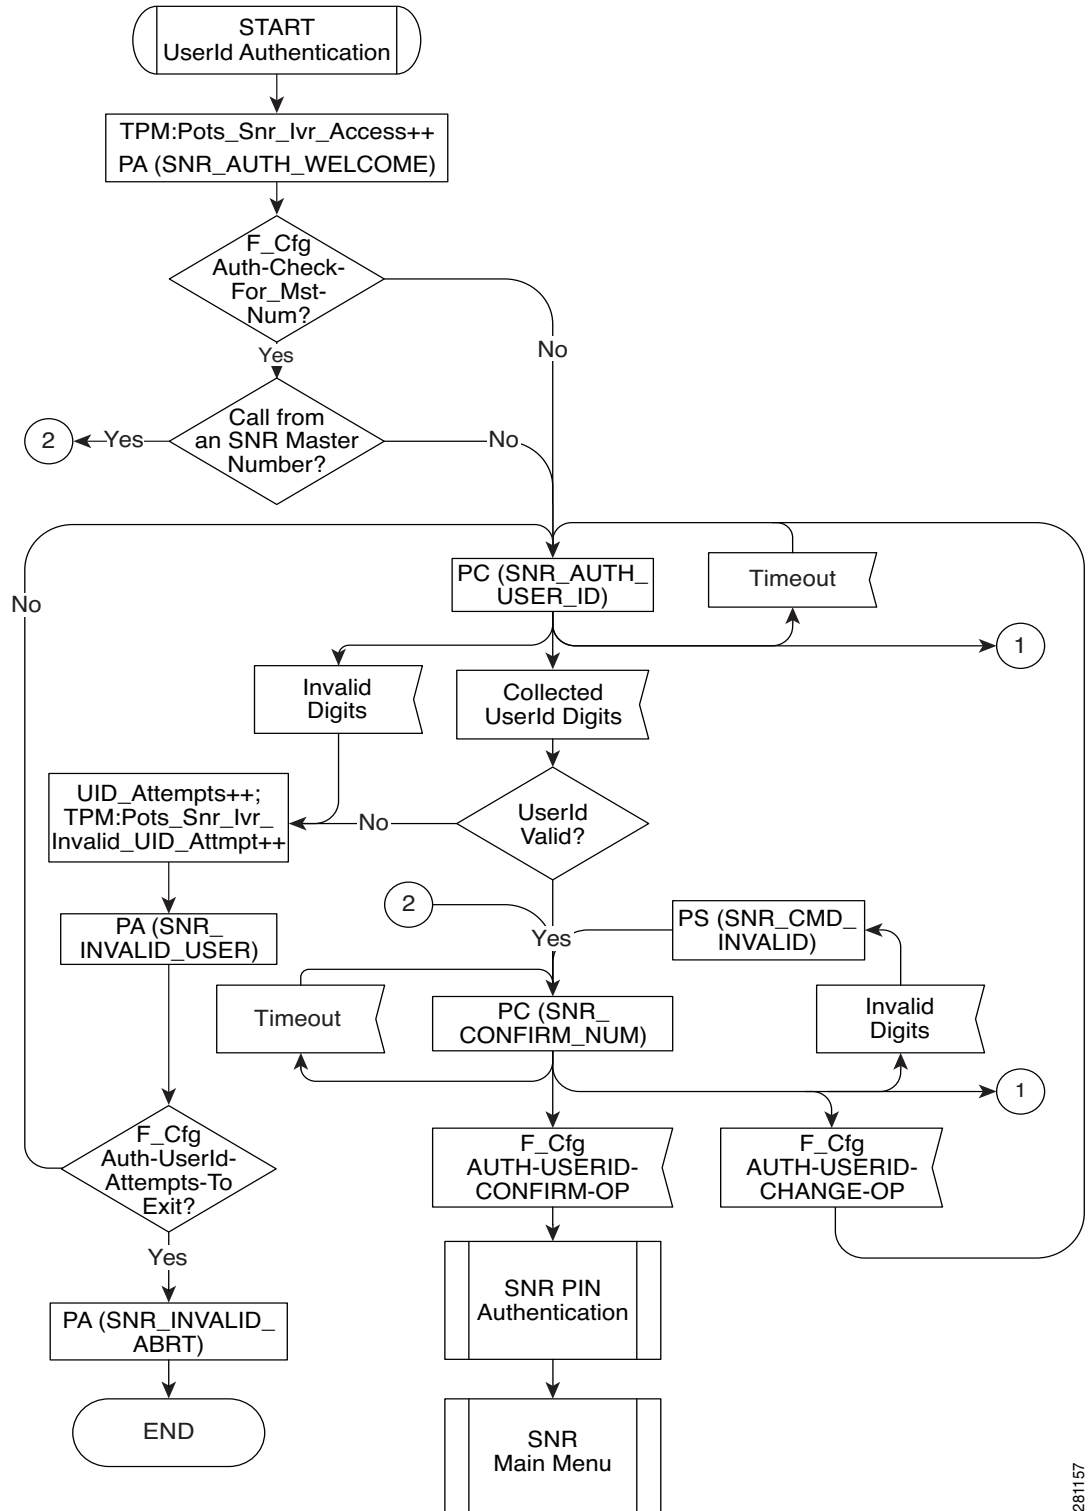 START
UserId Authentication
TPM:Pots_Snr_Ivr_Access++
PA (SNR_AUTH_WELCOME)
F_Cfg
Auth-Check-
For_Mst-
Num?
Yes
No
Call from
an SNR Master
Number?
Yes
2
No
PC (SNR_AUTH_
USER_ID)
Timeout
No
1
Invalid
Digits
Collected
UserId Digits
UID_Attempts++;
TPM:Pots_Snr_Ivr_
Invalid_UID_Attmpt++
No
UserId
Valid?
2
Yes
PS (SNR_CMD_
INVALID)
PA (SNR_
INVALID_USER)
Timeout
PC (SNR_
CONFIRM_NUM)
Invalid
Digits
1
F_Cfg
Auth-UserId-
Attempts-To
Exit?
F_Cfg
AUTH-USERID-
CONFIRM-OP
F_Cfg
AUTH-USERID-
CHANGE-OP
Yes
SNR PIN
Authentication
PA (SNR_INVALID_
ABRT)
END
SNR
Main Menu
281157